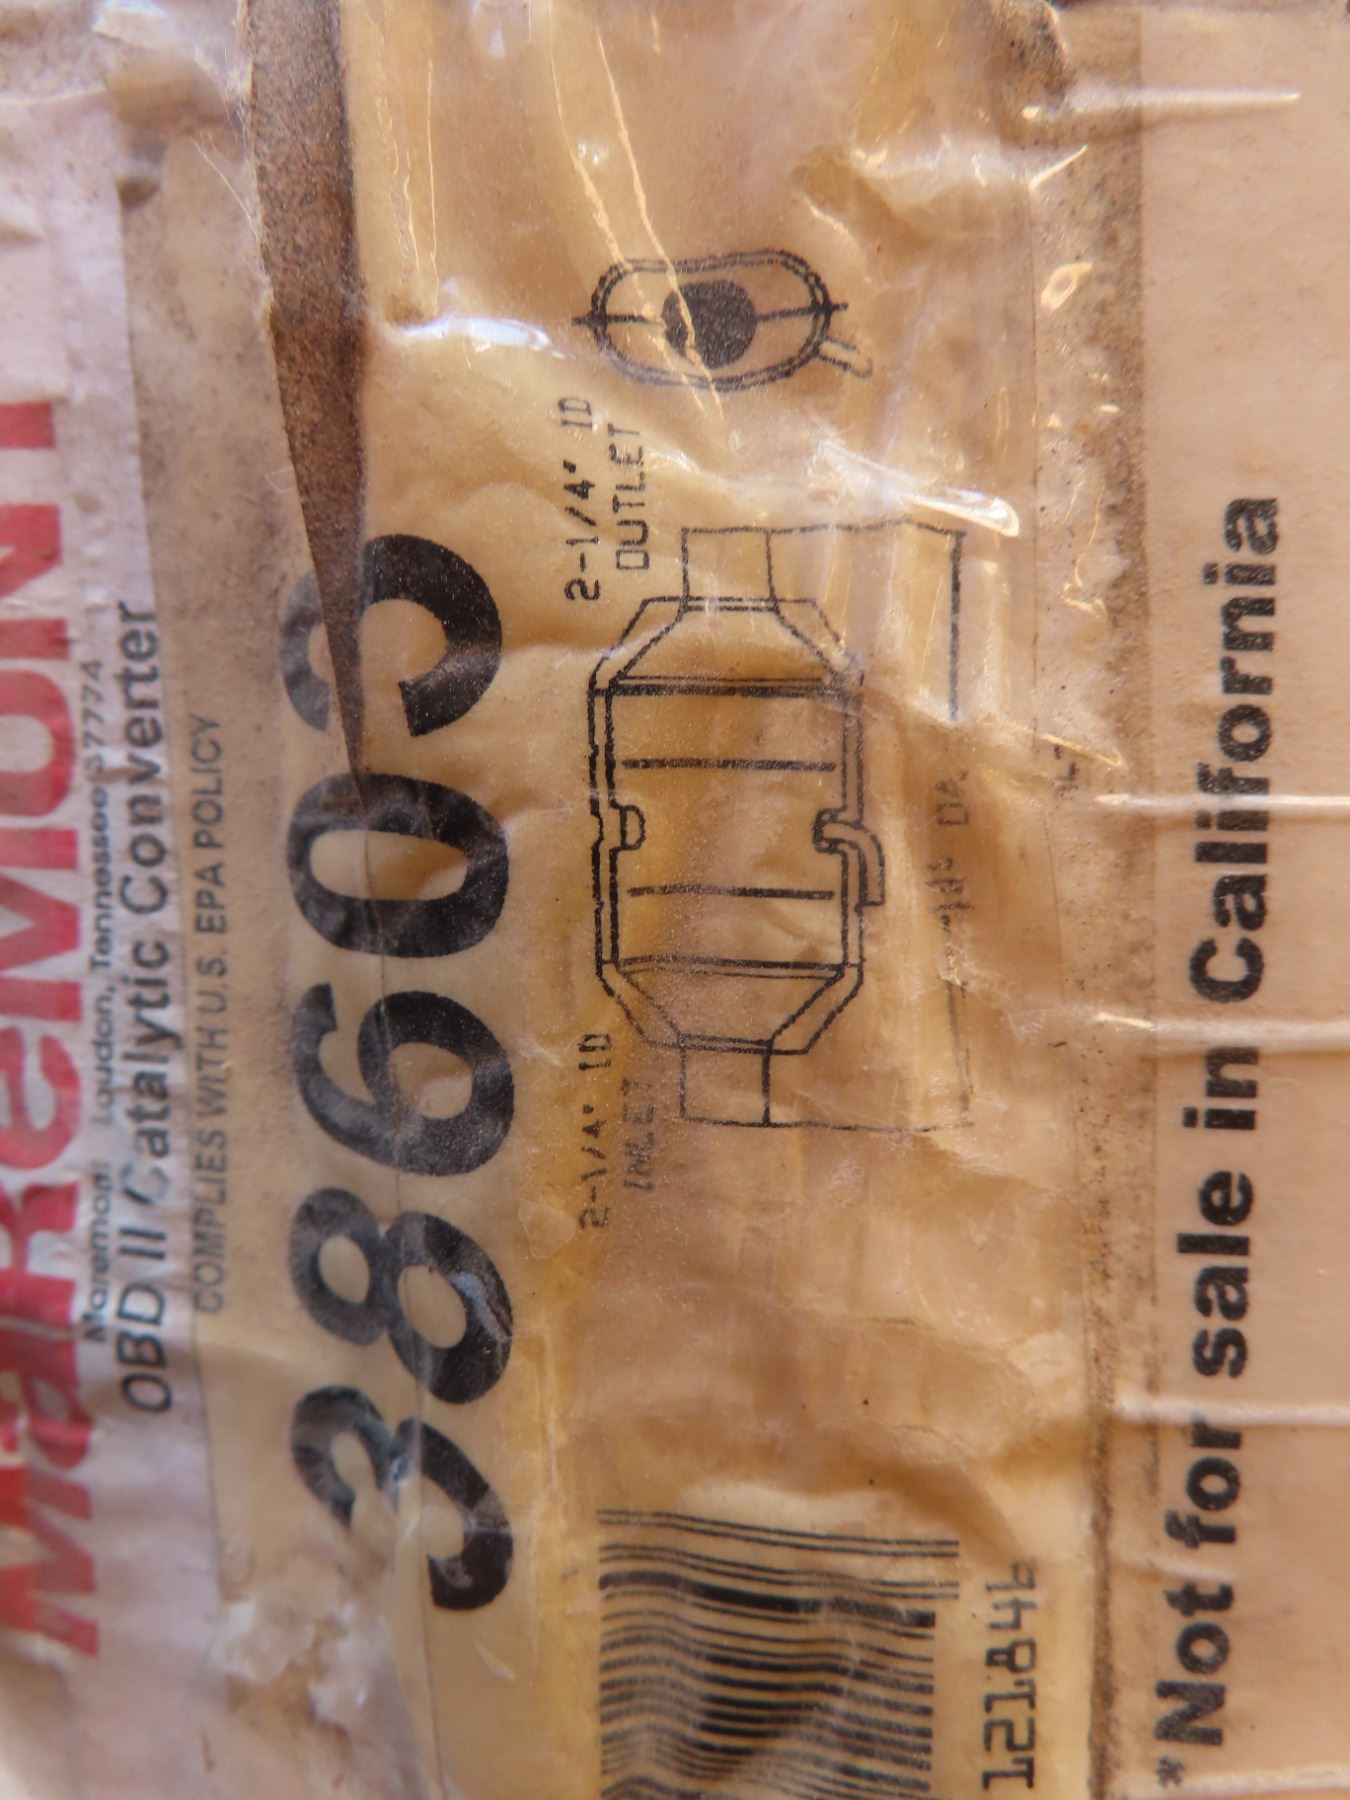 MaREMONT
Maremont Loudon, Tennessee 37774
OBD II Catalytic Converter
COMPLIES WITH U.S. EPA POLICY
38603
2-1/4" ID
OUTLET
2-1/4" ID
INLET
DIA.
12184
*Not for sale in California